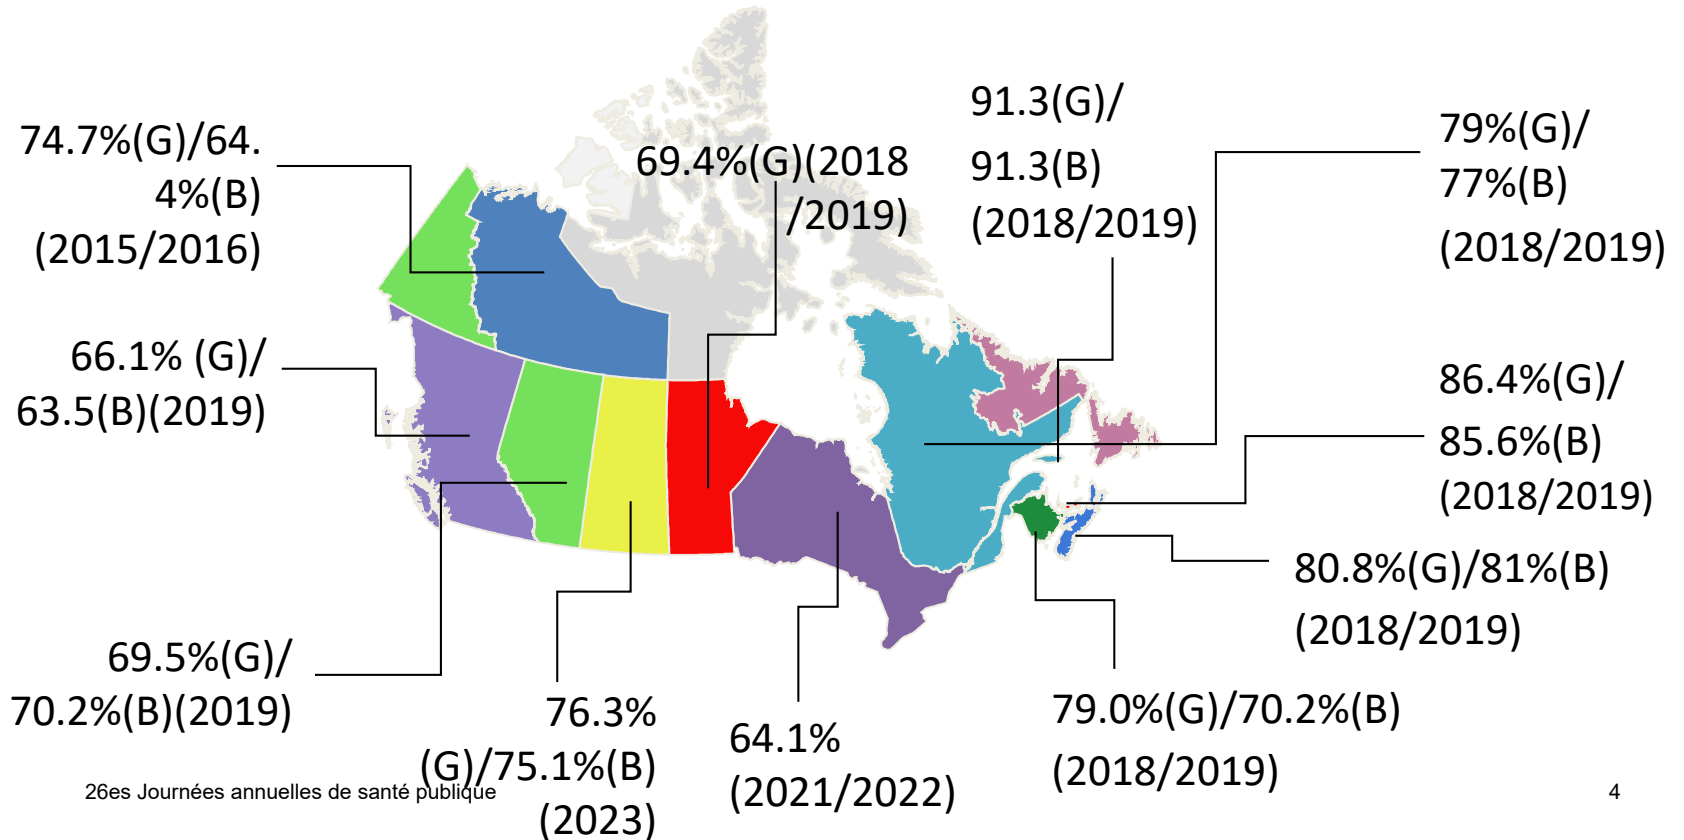 74.7%(G)/64.
4%(B)
(2015/2016)
69.4%(G)(2018
/2019)
91.3(G)/
91.3(B)
(2018/2019)
79%(G)/
77%(B)
(2018/2019)
66.1% (G)/
63.5(B)(2019)
86.4%(G)/
85.6%(B)
(2018/2019)
80.8%(G)/81%(B)
(2018/2019)
69.5%(G)/
70.2%(B)(2019)
76.3%
(G)/75.1%(B)
(2023)
64.1%
(2021/2022)
79.0%(G)/70.2%(B)
(2018/2019)
26es Journées annuelles de santé publique
4